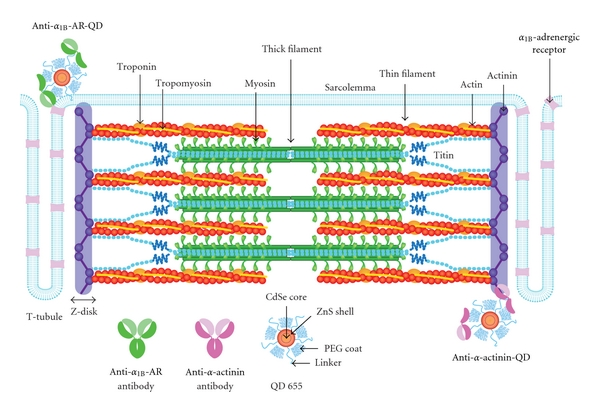 Anti-α1B-AR-QD
Thick filament
α1B-adrenergic
receptor
Troponin
Tropomyosin
Myosin
Sarcolemma
Thin filament
Actin
Actinin
Titin
T-tubule
Z-disk
CdSe core
ZnS shell
PEG coat
Linker
Anti-α1B-AR
antibody
Anti-α-actinin
antibody
QD 655
Anti-α-actinin-QD